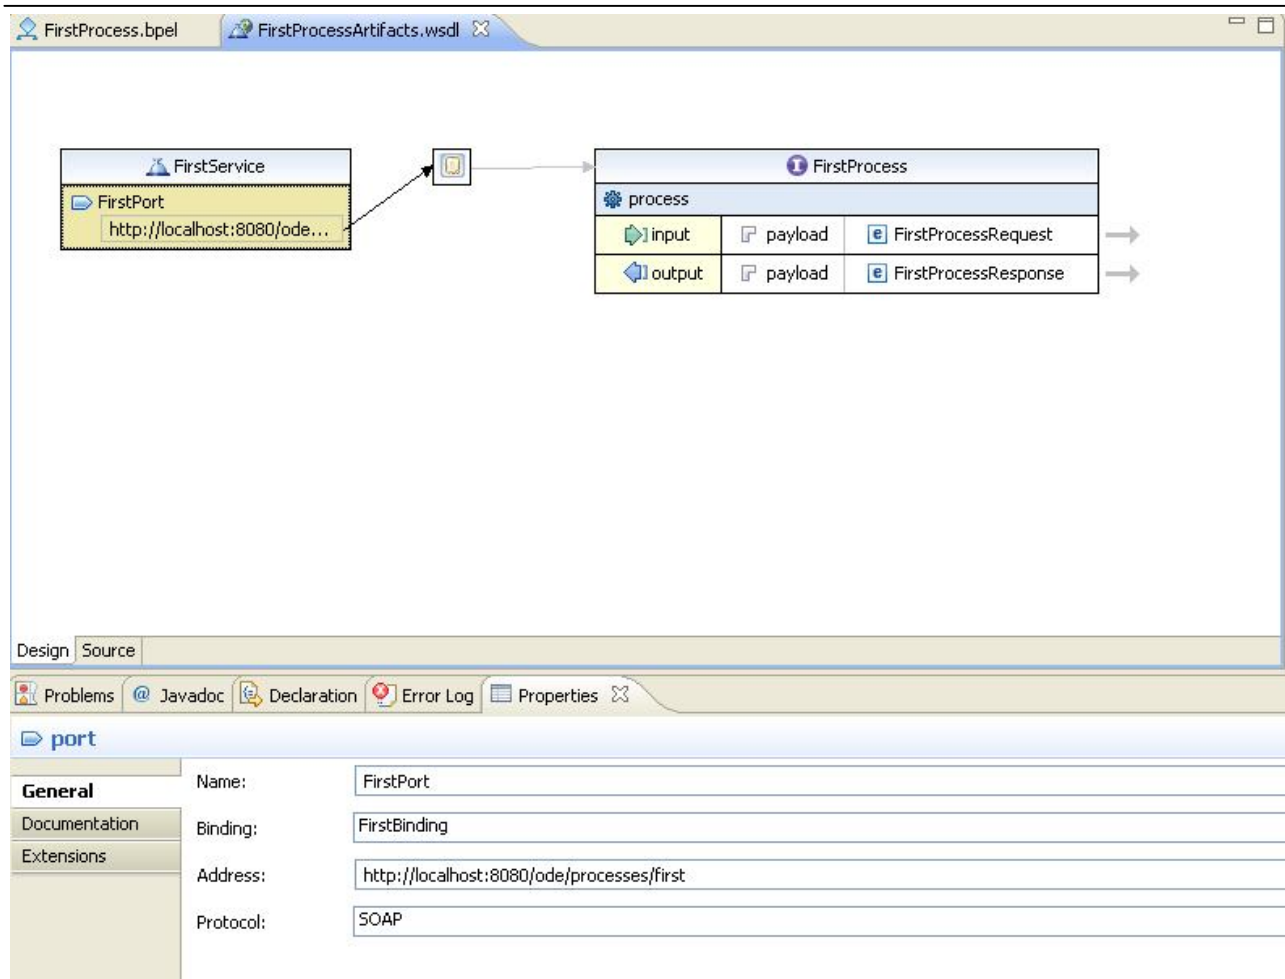 FirstProcess.bpel FirstProcessArtifacts.wsdl
FirstService
FirstPort
http://localhost:8080/ode...
FirstProcess
process
input payload e FirstProcessRequest
output payload e FirstProcessResponse
Design Source
Problems @ Javadoc Declaration Error Log Properties
port
General
Documentation
Extensions
Name: FirstPort
Binding: FirstBinding
Address: http://localhost:8080/ode/processes/first
Protocol: SOAP